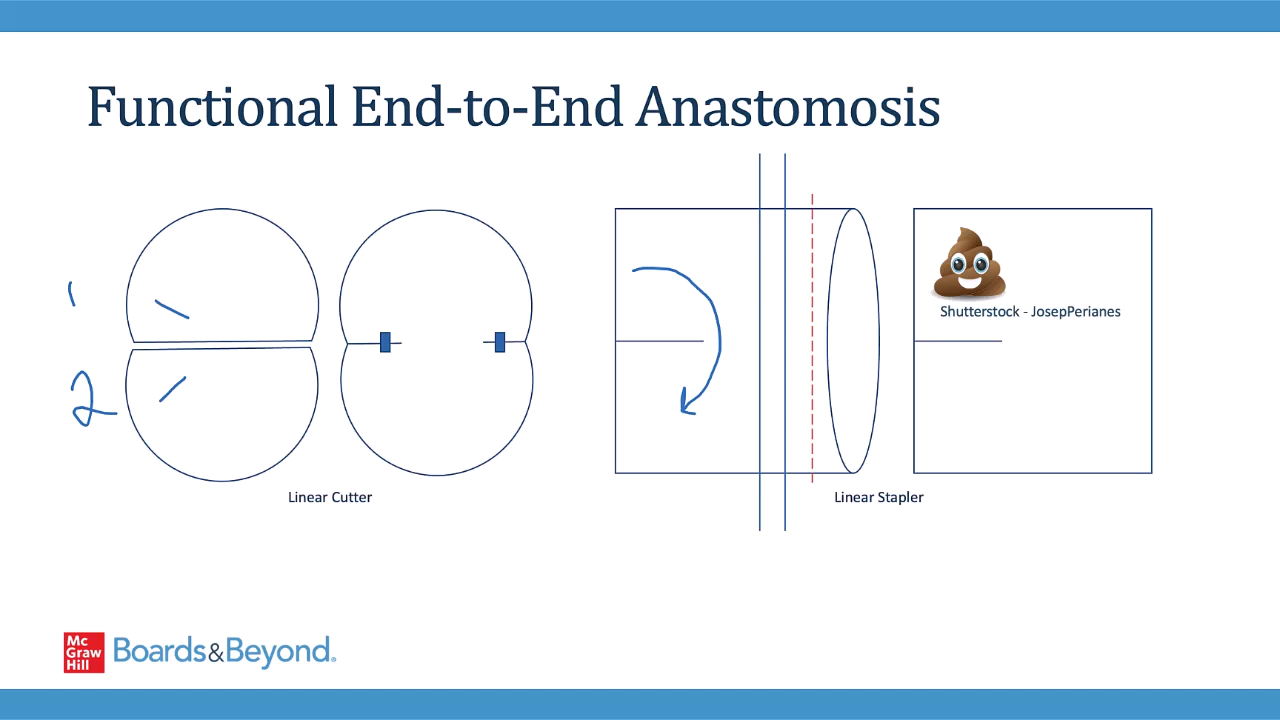 Functional End-to-End Anastomosis
1
2
Shutterstock - JosepPerianes
Linear Cutter
Linear Stapler
Mc
Graw
Hill
Boards&Beyond®